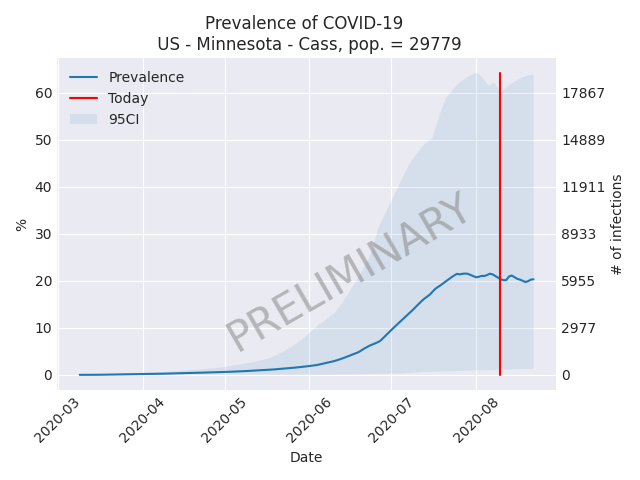 Prevalence of COVID-19
US - Minnesota - Cass, pop. = 29779
Prevalence
Today
95CI
60
50
40
30
20
10
0
%
17867
14889
11911
8933
5955
2977
0
# of infections
PRELIMINARY
2020-03
2020-04
2020-05
2020-06
2020-07
2020-08
Date